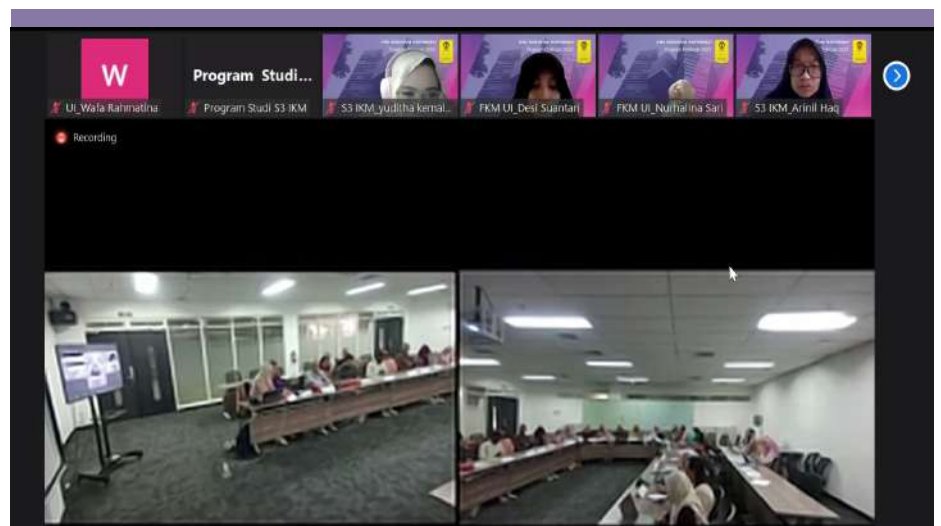 W
Program Studi...
UI_Wafa Rahmatina
Program Studi S3 IKM
S3 IKM_yuditha kemal...
FKM UI_Desi Suantari
FKM UI_Nurhalina Sari
S3 IKM_Arinil Haq
Recording